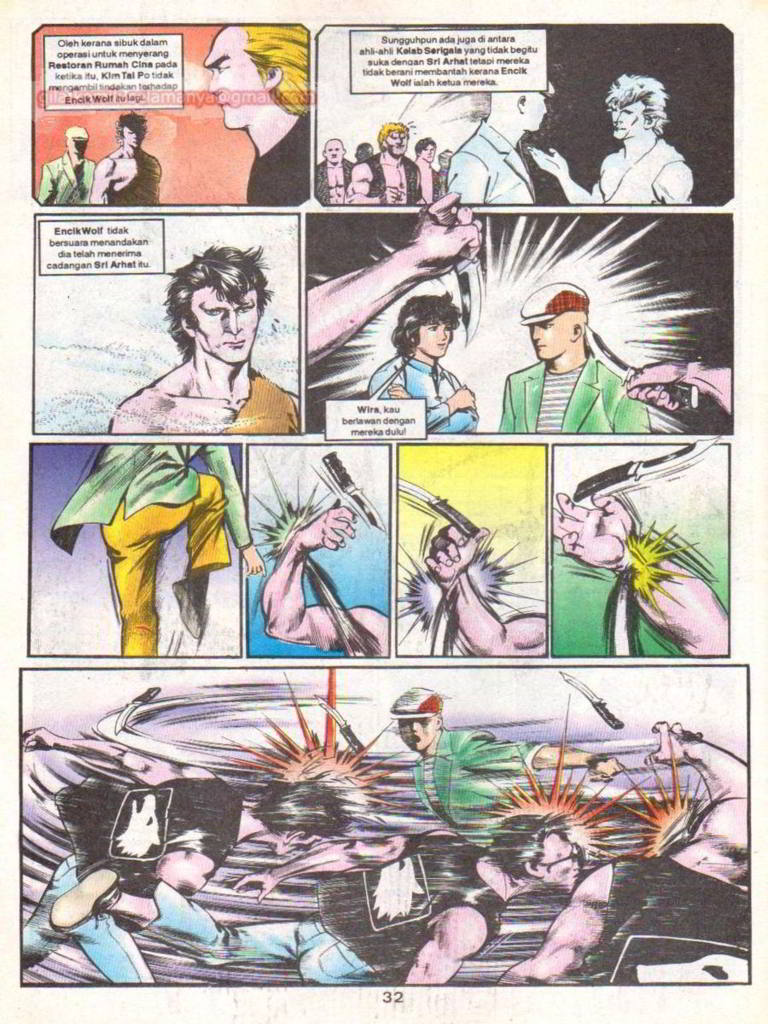 Oleh kerana sibuk dalam
operasi untuk menyerang
Restoran Rumah Cina pada
ketika itu, Kim Tai Po tidak
mengambil tindakan terhadap
Encik Wolf itu lagi.
Sungguhpun ada juga di antara
ahli-ahli Kelab Serigala yang tidak begitu
suka dengan Sri Arhat tetapi mereka
tidak berani membantah kerana Encik
Wolf ialah ketua mereka.
Encik Wolf tidak
bersuara menandakan
dia telah menerima
cadangan Sri Arhat itu.
Wira, kau
berlawan dengan
mereka dulu!
32